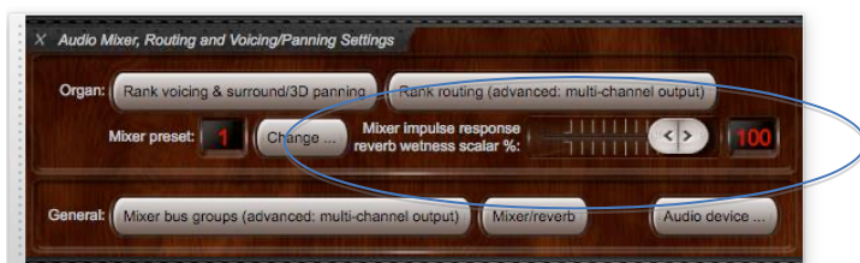 X Audio Mixer, Routing and Voicing/Panning Settings
Organ: Rank voicing & surround/3D panning Rank routing (advanced: multi-channel output)
Mixer preset: 1 Change ... Mixer impulse response
reverb wetness scalar %: < > 100
General: Mixer bus groups (advanced: multi-channel output) Mixer/reverb Audio device ...